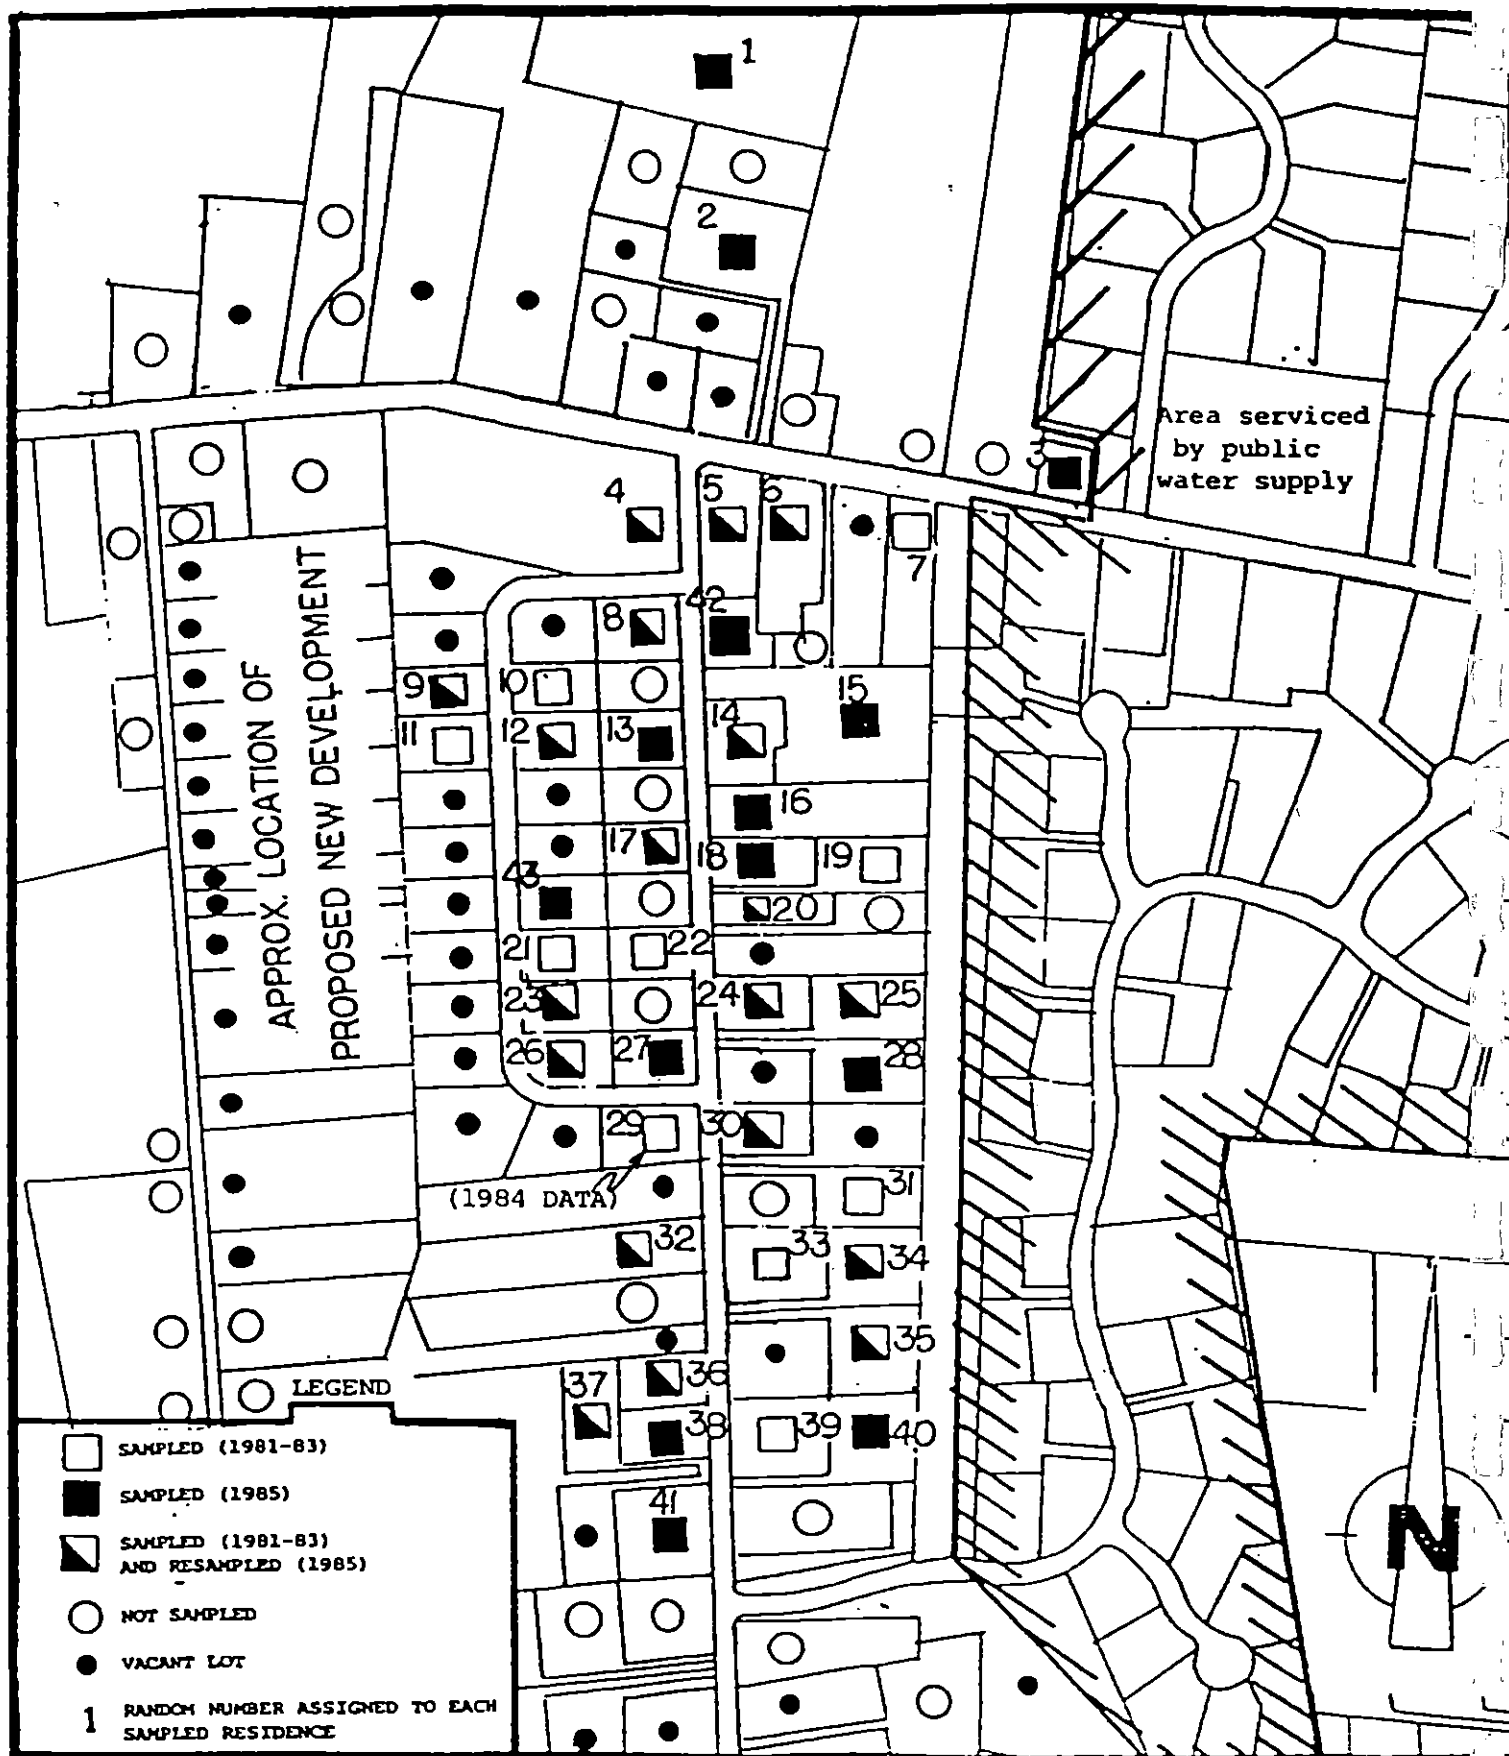 1
2
Area serviced
by public
water supply
3
4
5
6
7
8
42
9
10
11
12
13
14
15
16
17
18
19
43
20
21
22
23
24
25
26
27
28
29
30
(1984 DATA)
31
32
33
34
35
36
37
38
39
40
41
APPROX. LOCATION OF
PROPOSED NEW DEVELOPMENT
LEGEND
SAMPLED (1981-83)
SAMPLED (1985)
SAMPLED (1981-83)
AND RESAMPLED (1985)
NOT SAMPLED
VACANT LOT
1 RANDOM NUMBER ASSIGNED TO EACH
SAMPLED RESIDENCE
N